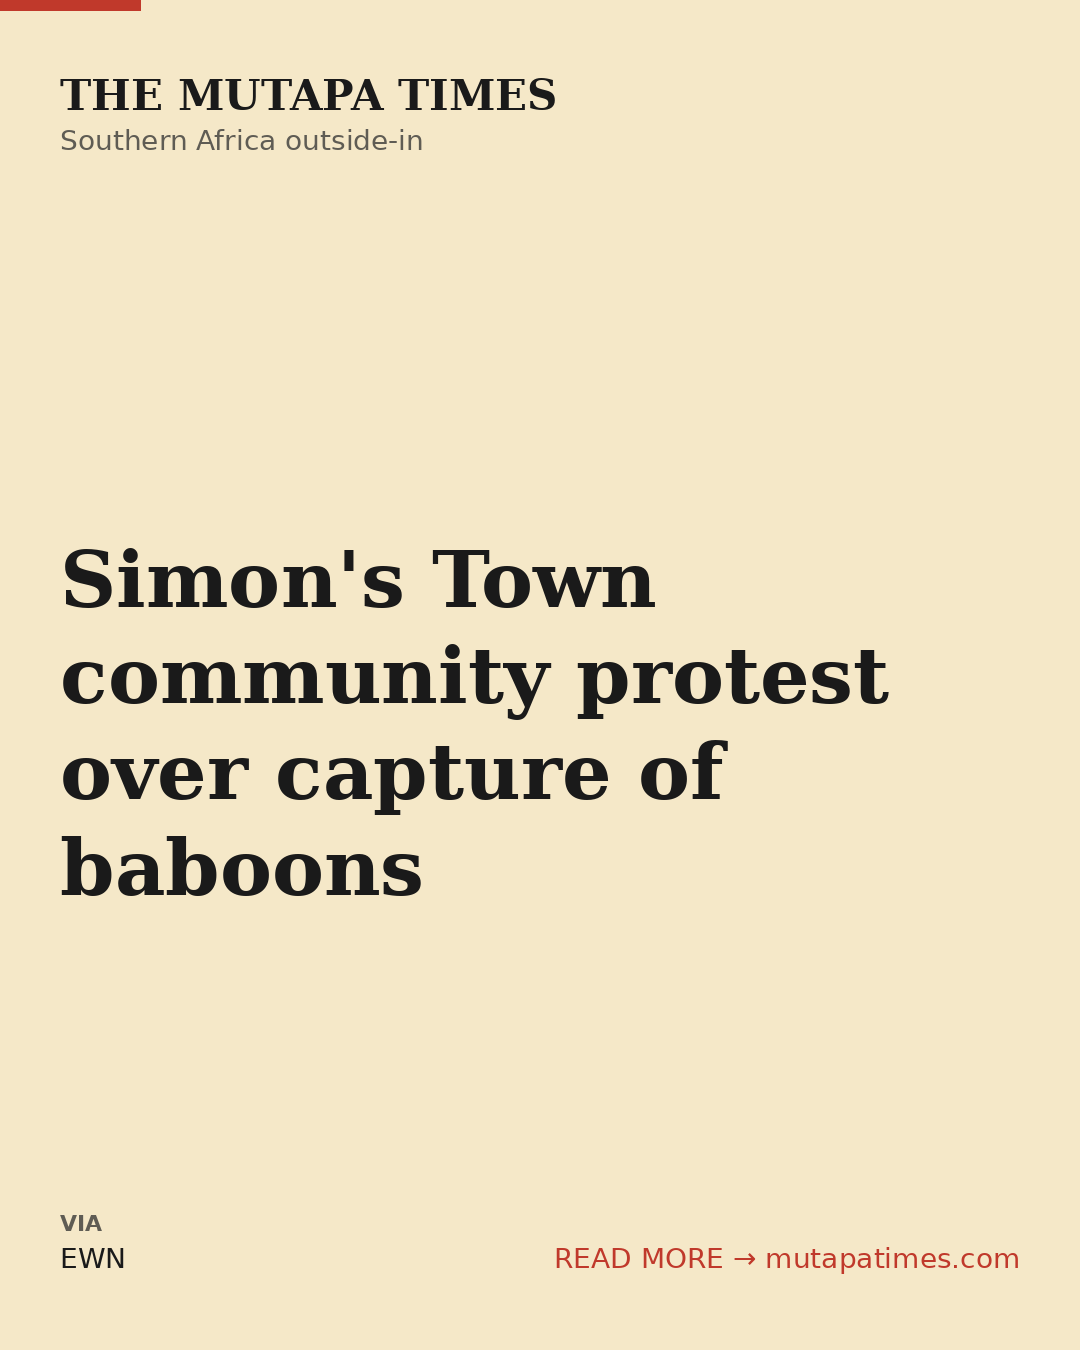 THE MUTAPA TIMES
Southern Africa outside-in
Simon's Town
community protest
over capture of
baboons
VIA
EWN
READ MORE → mutapatimes.com